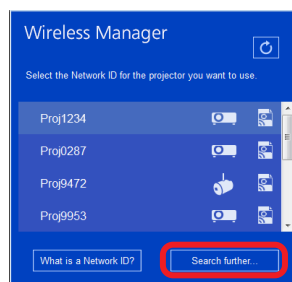 Wireless Manager
Select the Network ID for the projector you want to use.
Proj1234
Proj0287
Proj9472
Proj9953
What is a Network ID?
Search further...